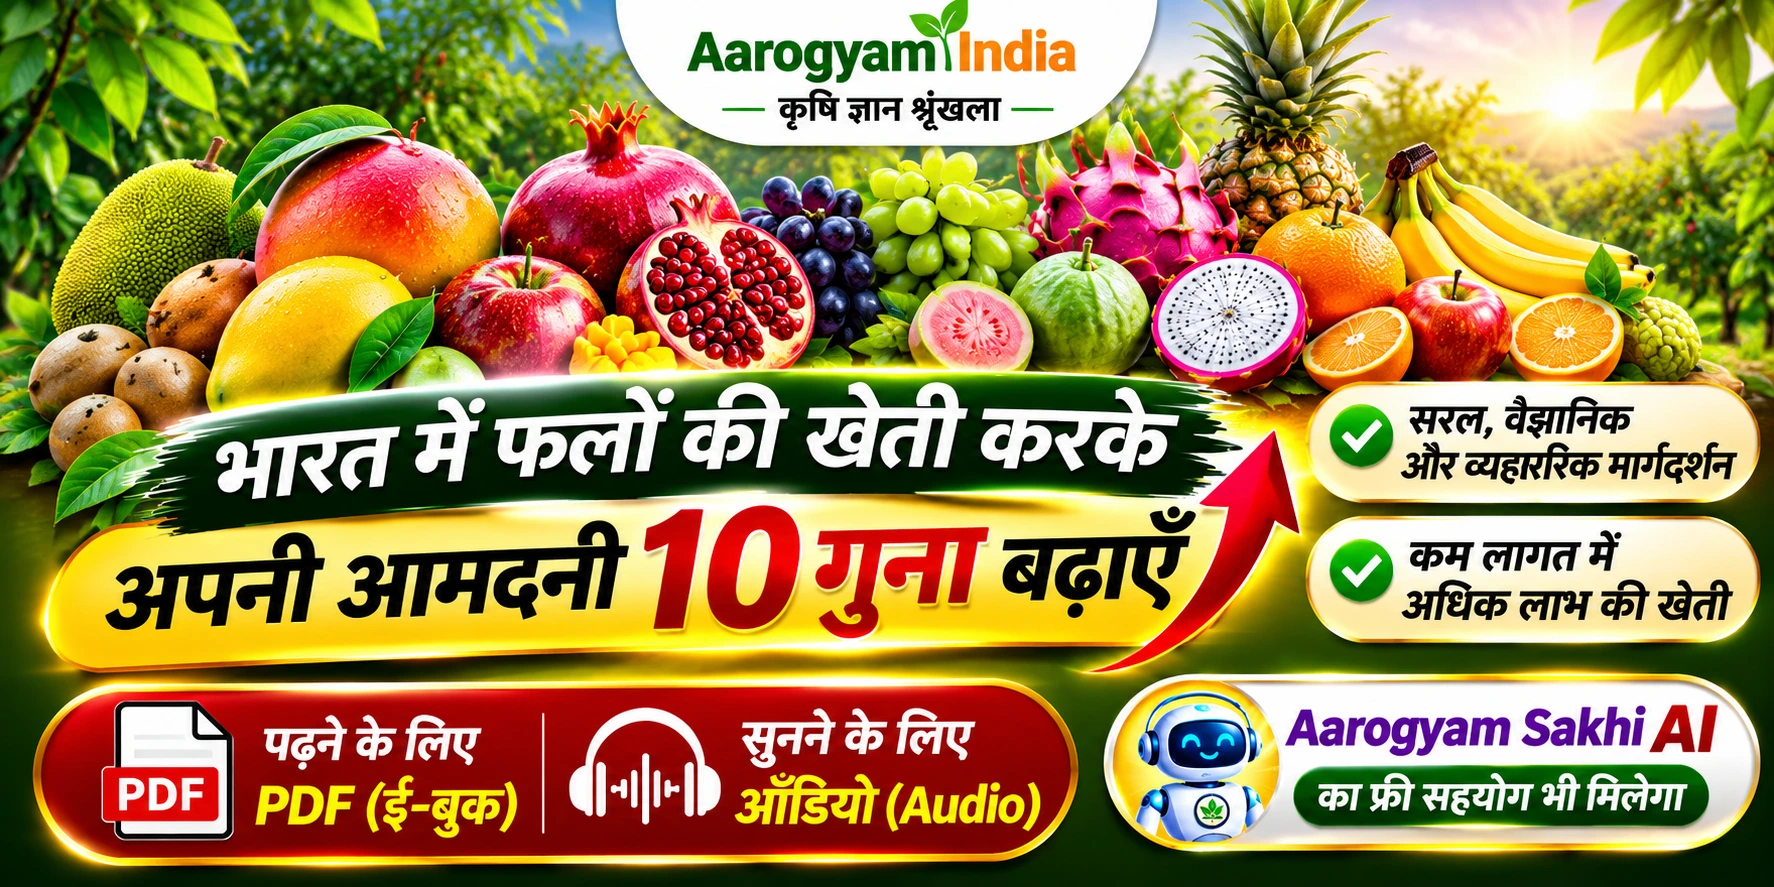 Aarogyam India
कृषि ज्ञान श्रृंखला
भारत में फलों की खेती करके
अपनी आमदनी 10 गुना बढ़ाएँ
सरल, वैज्ञानिक
और व्यहाररिक मार्गदर्शन
कम लागत में
अधिक लाभ की खेती
PDF
पढ़ने के लिए
PDF (ई-बुक)
सुनने के लिए
ऑंडियो (Audio)
Aarogyam Sakhi AI
का फ्री सहयोग भी मिलेगा